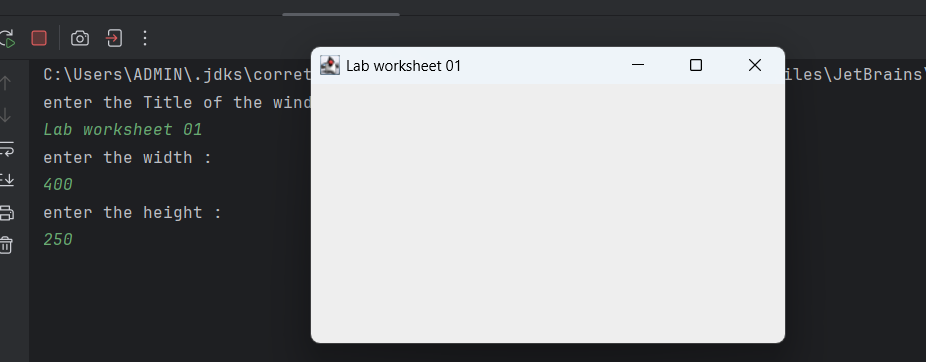 C:\Users\ADMIN\.jdks\corret
iles\JetBrains\
Lab worksheet 01
enter the Title of the wind
Lab worksheet 01
enter the width :
400
enter the height :
250